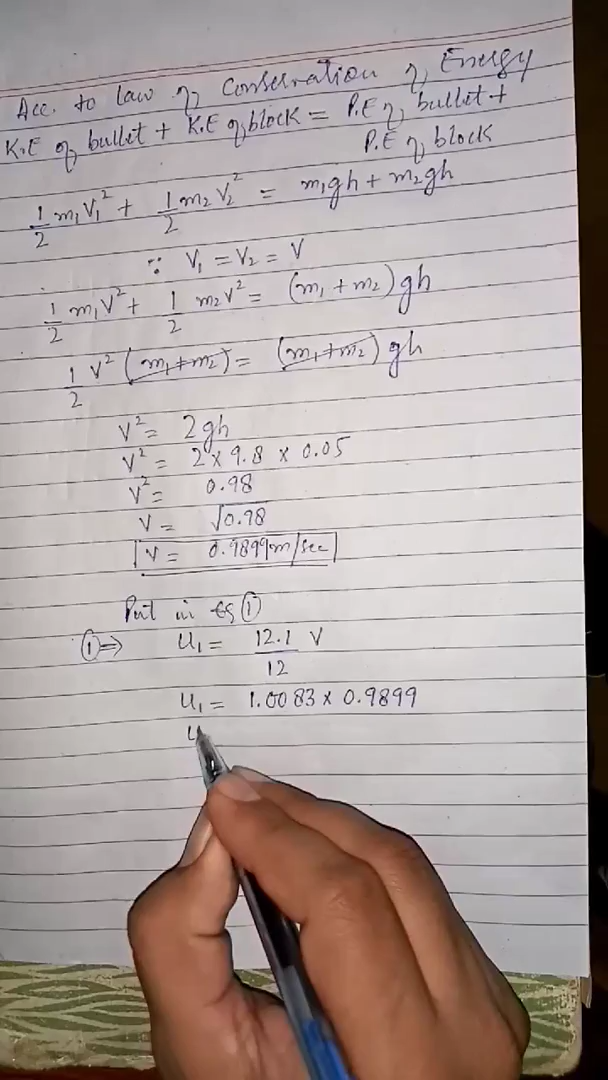 Acc. to law of Conservation of Energy
K.E of bullet + K.E of block = P.E of bullet +
P.E of block
1/2 m₁V₁² + 1/2 m₂V₂² = m₁gh + m₂gh
∵ V₁ = V₂ = V
1/2 m₁V² + 1/2 m₂V² = (m₁ + m₂)gh
1/2 V² (m₁+m₂) = (m₁+m₂)gh
V² = 2gh
V² = 2 × 9.8 × 0.05
V² = 0.98
V = √0.98
V = 0.9899m/sec
Put in eq ①
①⇒ U₁ = 12.1/12 V
U₁ = 1.0083 × 0.9899